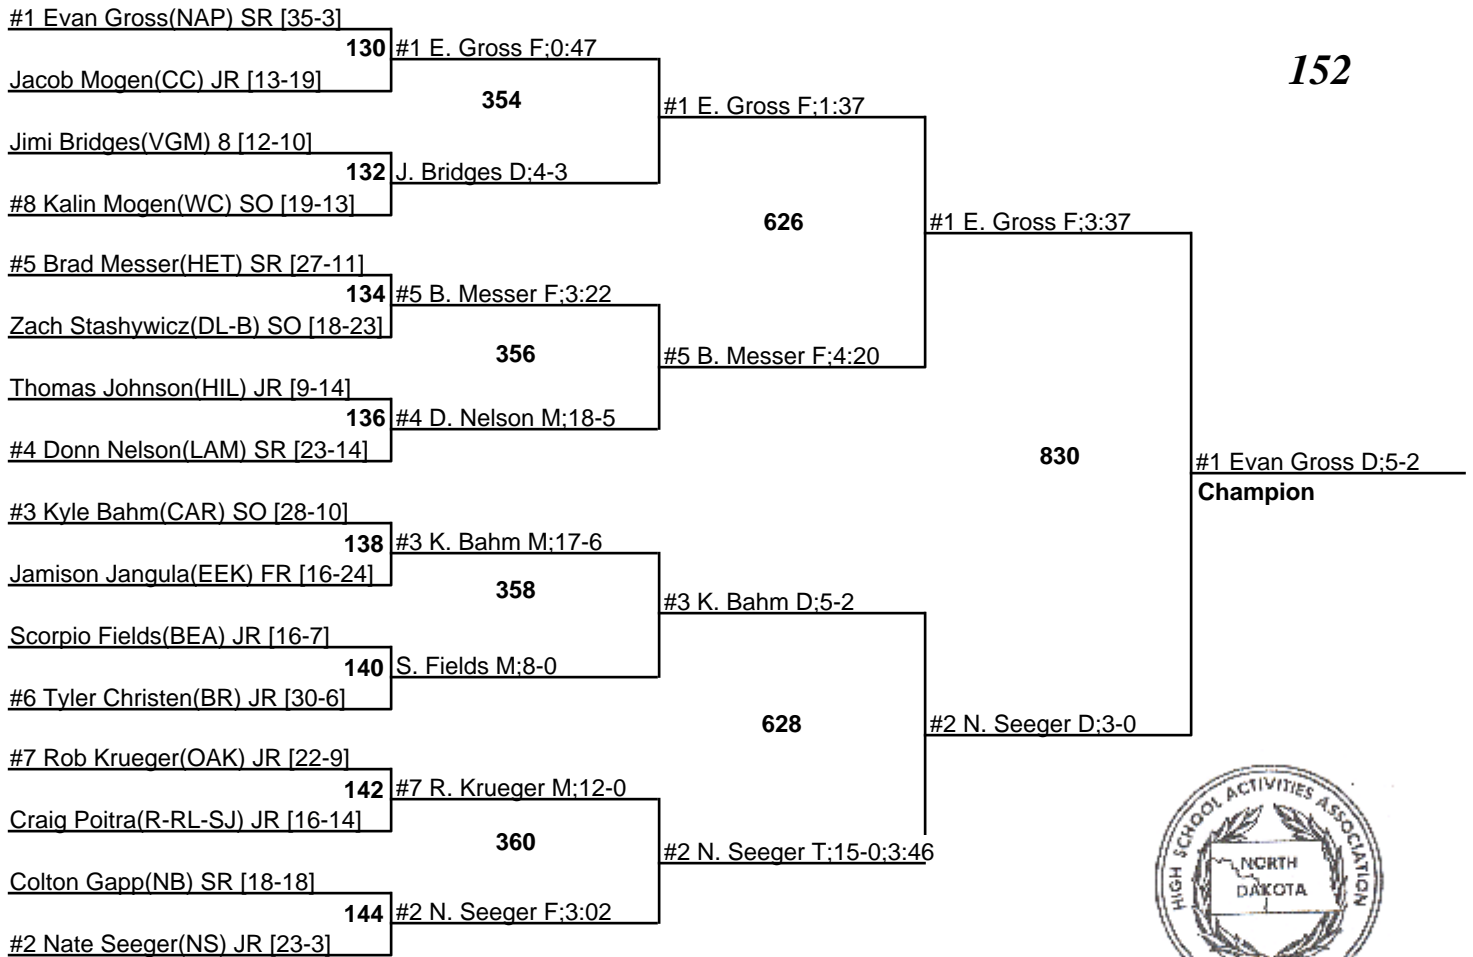 #1 Evan Gross(NAP) SR [35-3]
130 #1 E. Gross F;0:47
Jacob Mogen(CC) JR [13-19]
152
354
#1 E. Gross F;1:37
Jimi Bridges(VGM) 8 [12-10]
132 J. Bridges D;4-3
#8 Kalin Mogen(WC) SO [19-13]
626
#1 E. Gross F;3:37
#5 Brad Messer(HET) SR [27-11]
134 #5 B. Messer F;3:22
Zach Stashywicz(DL-B) SO [18-23]
356
#5 B. Messer F;4:20
Thomas Johnson(HIL) JR [9-14]
136 #4 D. Nelson M;18-5
#4 Donn Nelson(LAM) SR [23-14]
830
#1 Evan Gross D;5-2
Champion
#3 Kyle Bahm(CAR) SO [28-10]
138 #3 K. Bahm M;17-6
Jamison Jangula(EEK) FR [16-24]
358
#3 K. Bahm D;5-2
Scorpio Fields(BEA) JR [16-7]
140 S. Fields M;8-0
#6 Tyler Christen(BR) JR [30-6]
628
#2 N. Seeger D;3-0
#7 Rob Krueger(OAK) JR [22-9]
142 #7 R. Krueger M;12-0
Craig Poitra(R-RL-SJ) JR [16-14]
360
#2 N. Seeger T;15-0;3:46
Colton Gapp(NB) SR [18-18]
144 #2 N. Seeger F;3:02
#2 Nate Seeger(NS) JR [23-3]
HIGH SCHOOL ACTIVITIES ASSOCIATION
NORTH
DAKOTA